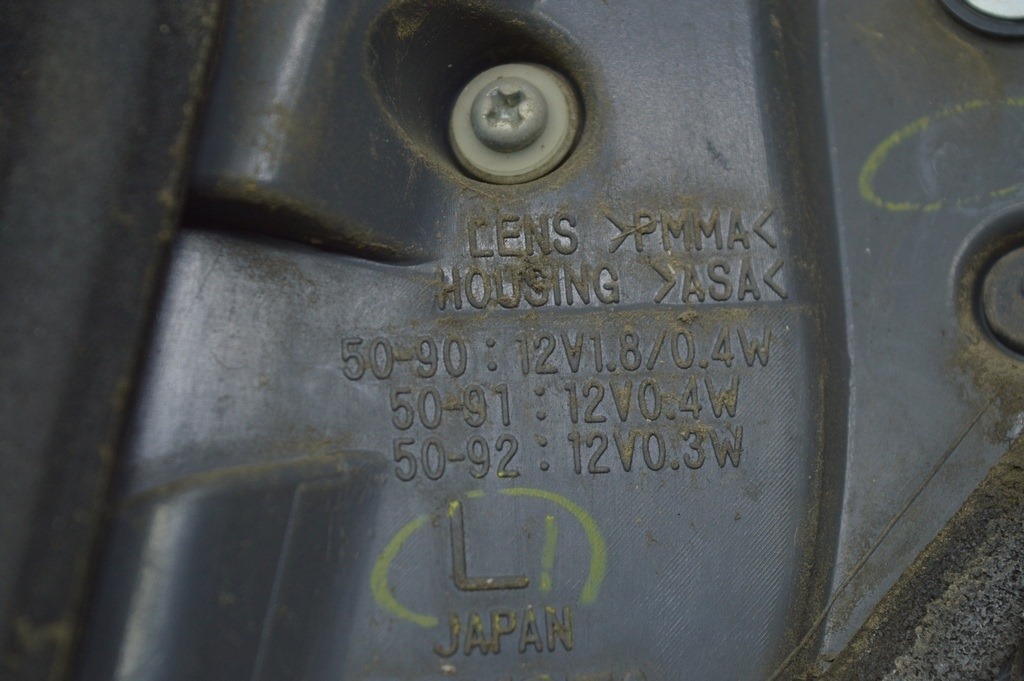 LENS >PMMA<
HOUSING >ASA<
50-90 : 12V1.8/0.4W
50-91 : 12V0.4W
50-92 : 12V0.3W
L
JAPAN